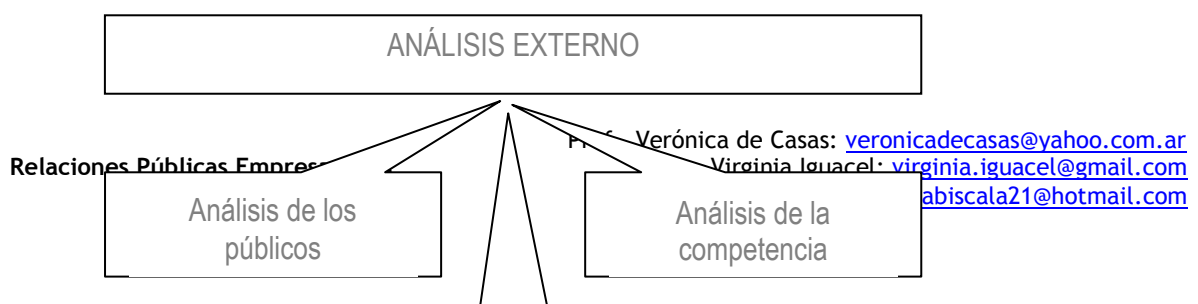 ANÁLISIS EXTERNO
Verónica de Casas: veronicadecasas@yahoo.com.ar
Relaciones Públicas Virginia Iguacel: virginia.iguacel@gmail.com
abiscala21@hotmail.com
Análisis de los
públicos
Análisis de la
competencia